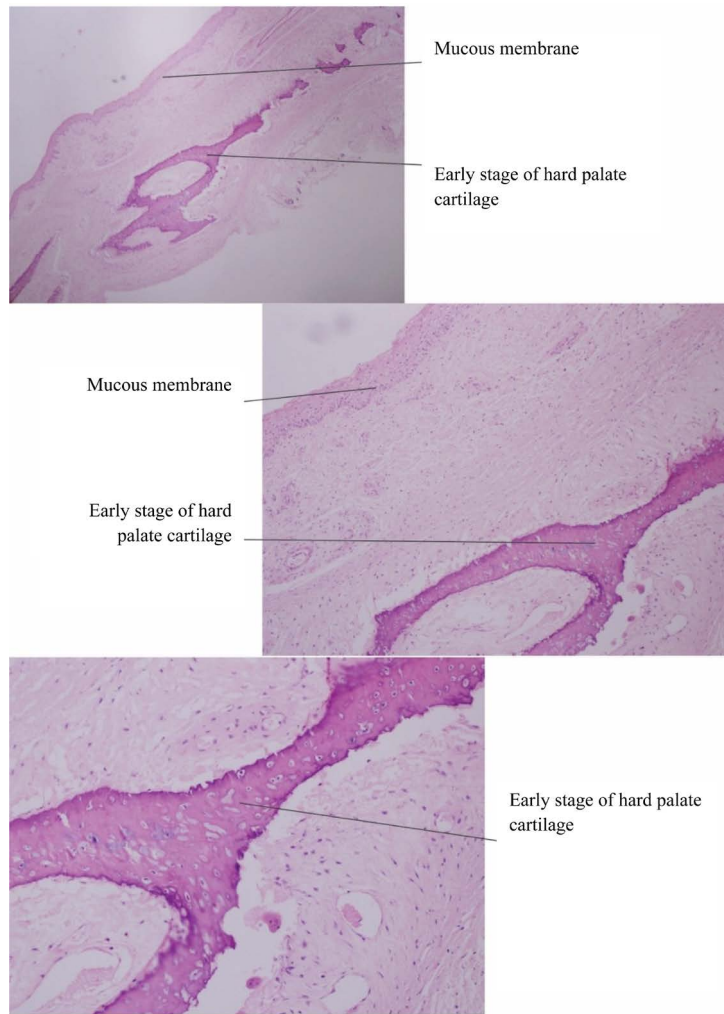 Mucous membrane
Early stage of hard palate
cartilage
Mucous membrane
Early stage of hard
palate cartilage
Early stage of hard palate
cartilage